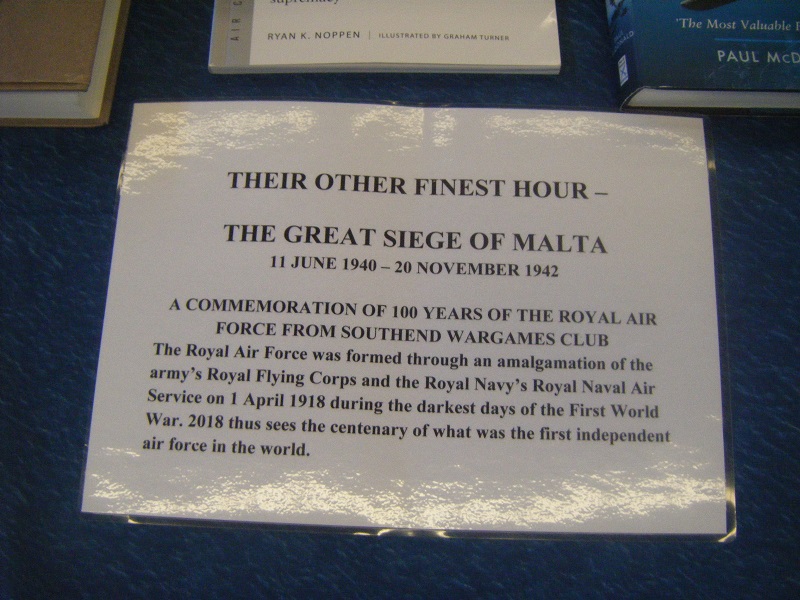 supremacy
RYAN K. NOPPEN | ILLUSTRATED BY GRAHAM TURNER
'The Most Valuable
PAUL McD
THEIR OTHER FINEST HOUR –
THE GREAT SIEGE OF MALTA
11 JUNE 1940 – 20 NOVEMBER 1942
A COMMEMORATION OF 100 YEARS OF THE ROYAL AIR
FORCE FROM SOUTHEND WARGAMES CLUB
The Royal Air Force was formed through an amalgamation of the
army's Royal Flying Corps and the Royal Navy's Royal Naval Air
Service on 1 April 1918 during the darkest days of the First World
War. 2018 thus sees the centenary of what was the first independent
air force in the world.